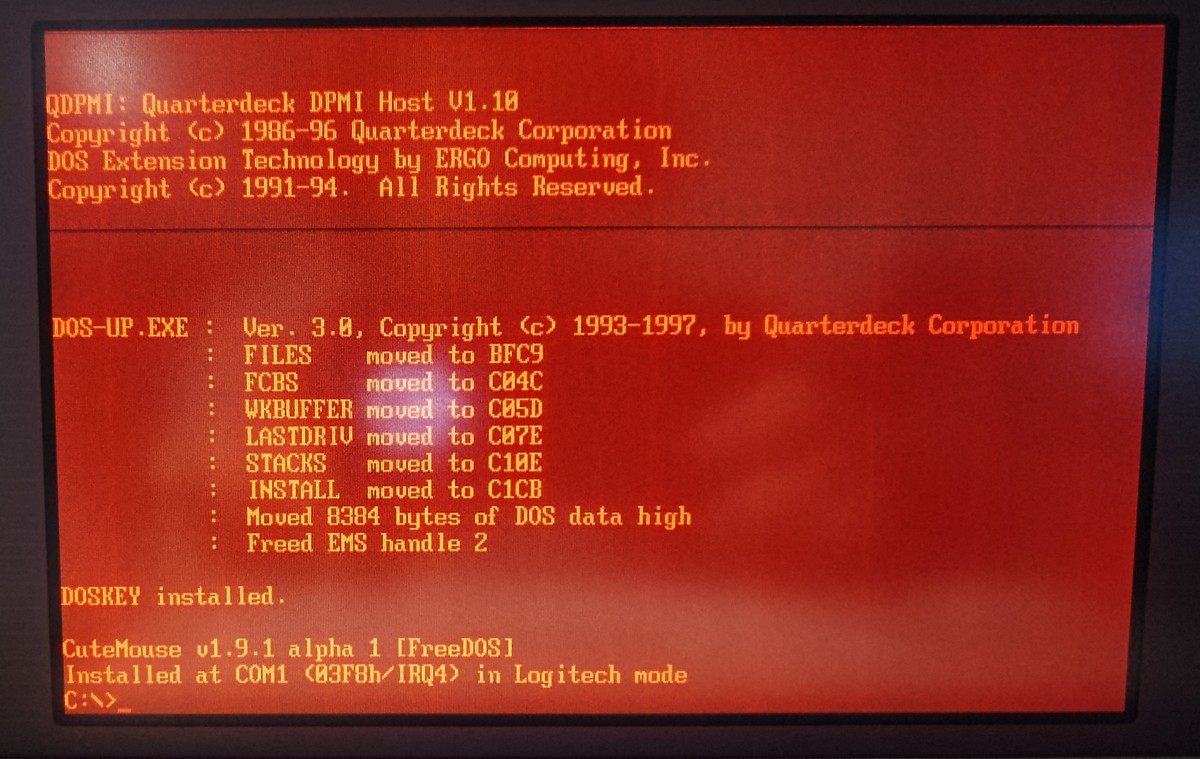 QDPMI: Quarterdeck DPMI Host V1.10
Copyright (c) 1986-96 Quarterdeck Corporation
DOS Extension Technology by ERGO Computing, Inc.
Copyright (c) 1991-94.  All Rights Reserved.
DOS-UP.EXE :  Ver. 3.0, Copyright (c) 1993-1997, by Quarterdeck Corporation
:  FILES    moved to BFC9
:  FCBS     moved to C04C
:  WKBUFFER moved to C05D
:  LASTDRIV moved to C07E
:  STACKS   moved to C10E
:  INSTALL  moved to C1CB
:  Moved 8384 bytes of DOS data high
:  Freed EMS handle 2
DOSKEY installed.
CuteMouse v1.9.1 alpha 1 [FreeDOS]
Installed at COM1 (03F8h/IRQ4) in Logitech mode
C:\>_